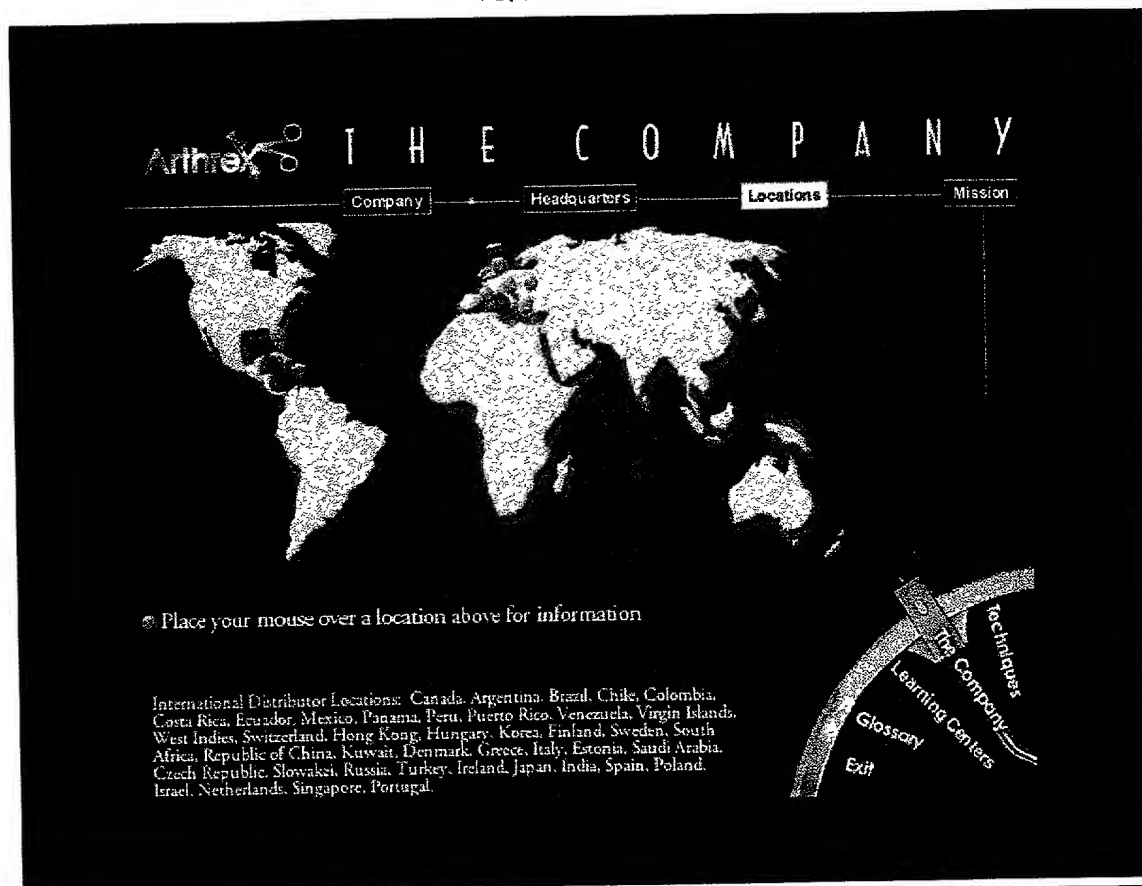 Arthrex
THE COMPANY
Company
Headquarters
Locations
Mission
Place your mouse over a location above for information
International Distributor Locations: Canada, Argentina, Brazil, Chile, Colombia,
Costa Rica, Ecuador, Mexico, Panama, Peru, Puerto Rico, Venezuela, Virgin Islands,
West Indies, Switzerland, Hong Kong, Hungary, Korea, Finland, Sweden, South
Africa, Republic of China, Kuwait, Denmark, Greece, Italy, Estonia, Saudi Arabia,
Czech Republic, Slowakei, Russia, Turkey, Ireland, Japan, India, Spain, Poland,
Israel, Netherlands, Singapore, Portugal.
Techniques
The Company
Learning Centers
Glossary
Exit